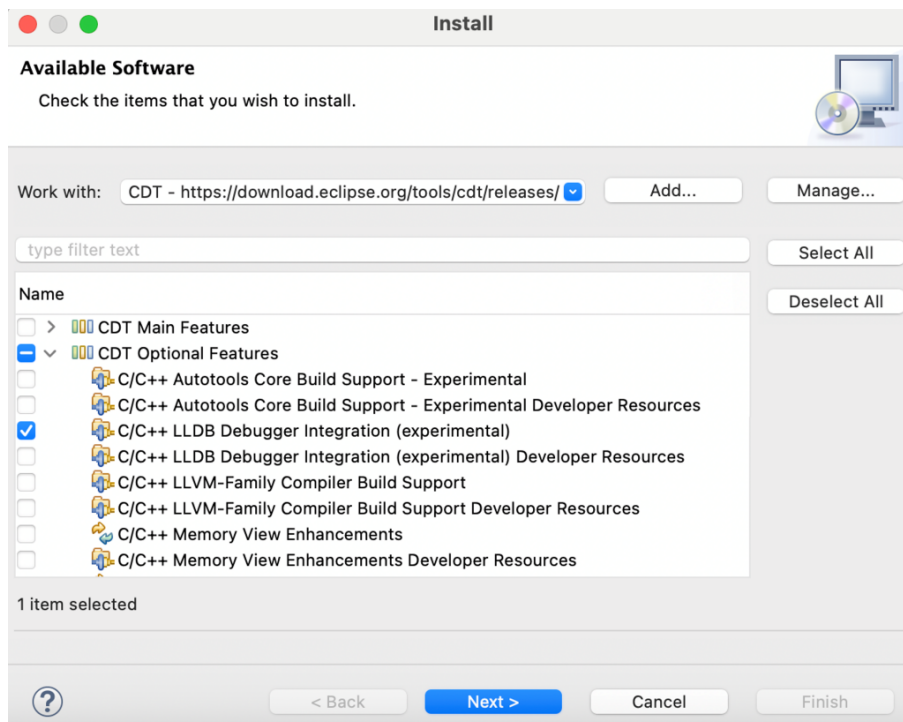 Install
Available Software
Check the items that you wish to install.
Work with: CDT - https://download.eclipse.org/tools/cdt/releases/ Add... Manage...
type filter text Select All
Name Deselect All
CDT Main Features
CDT Optional Features
C/C++ Autotools Core Build Support - Experimental
C/C++ Autotools Core Build Support - Experimental Developer Resources
C/C++ LLDB Debugger Integration (experimental)
C/C++ LLDB Debugger Integration (experimental) Developer Resources
C/C++ LLVM-Family Compiler Build Support
C/C++ LLVM-Family Compiler Build Support Developer Resources
C/C++ Memory View Enhancements
C/C++ Memory View Enhancements Developer Resources
1 item selected
? < Back Next > Cancel Finish